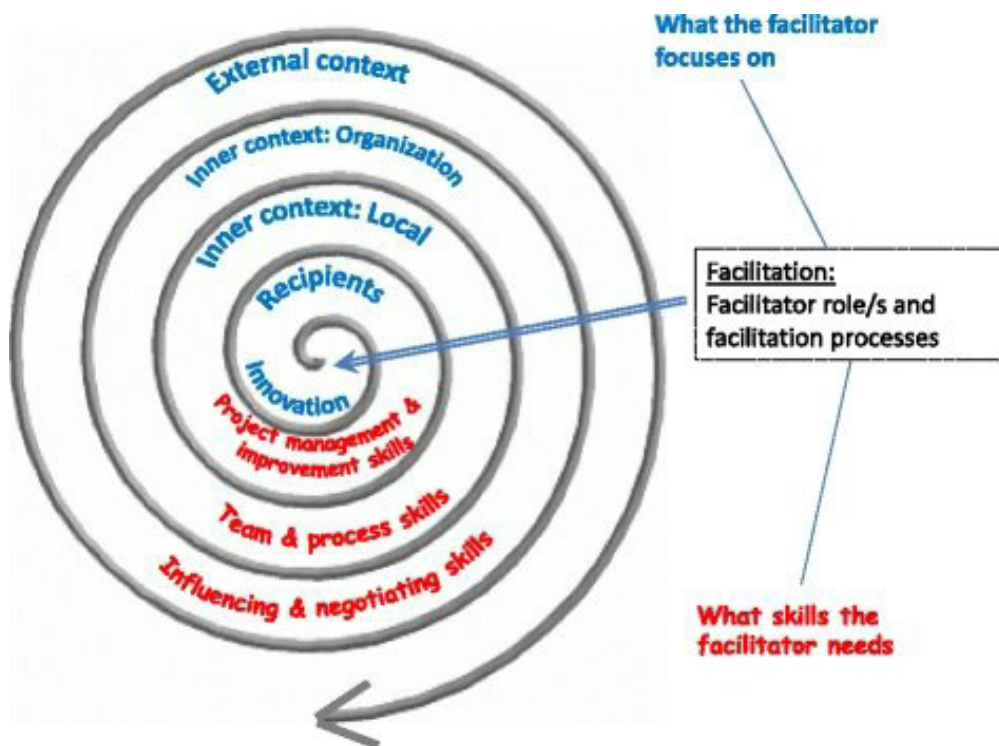 What the facilitator
focuses on
External context
Inner context: Organization
Inner context: Local
Recipients
Innovation
Project management &
improvement skills
Team & process skills
Influencing & negotiating skills
Facilitation:
Facilitator role/s and
facilitation processes
What skills the
facilitator needs